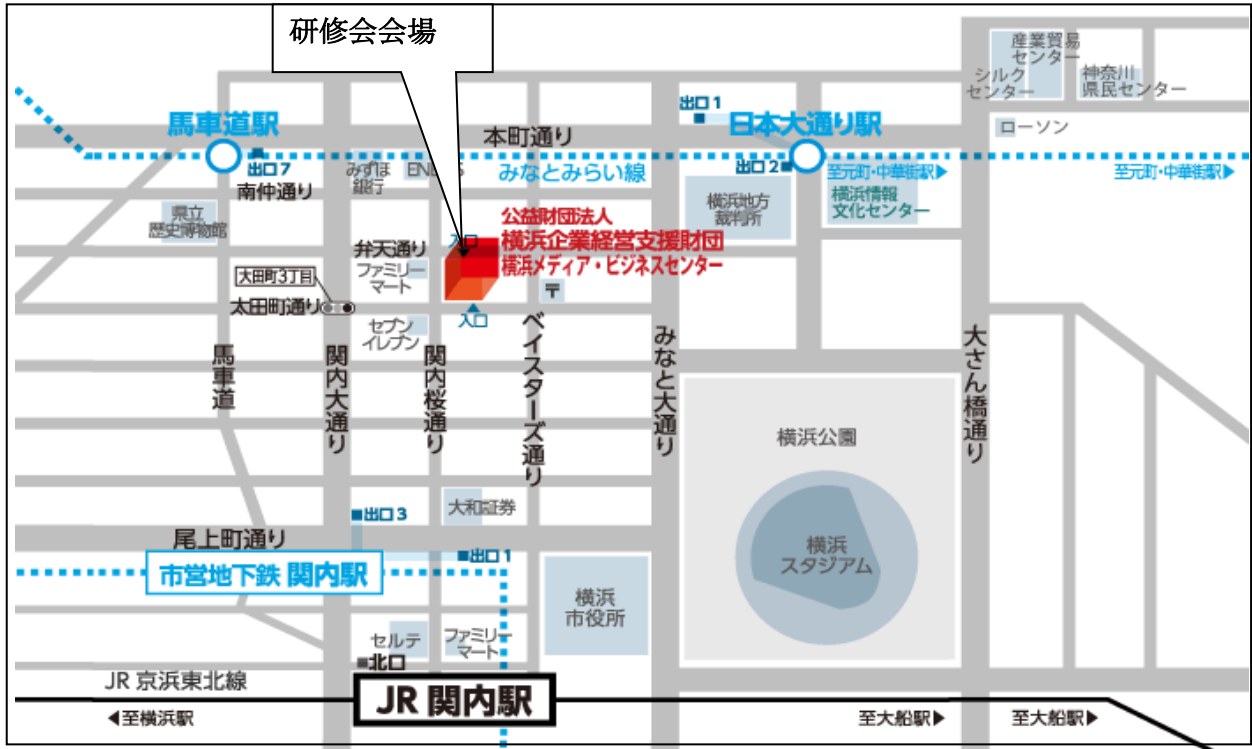 研修会会場
産業貿易
センター
シルク
センター
神奈川
県民センター
出口1
馬車道駅
日本大通り駅
本町通り
ローソン
出口7
みずほ
銀行
みなとみらい線
出口2
至元町・中華街駅▶
至元町・中華街駅▶
南仲通り
県立
歴史博物館
横浜地方
裁判所
横浜情報
文化センター
公益財団法人
横浜企業経営支援財団
横浜メディア・ビジネスセンター
入口
弁天通り
ファミリー
マート
大田町3丁目
〒
太田町通り
入口
セブン
イレブン
馬車道
関内大通り
関内桜通り
ベイスターズ通り
みなと大通り
大さん橋通り
横浜公園
大和証券
出口3
尾上町通り
出口1
横浜
スタジアム
市営地下鉄 関内駅
横浜
市役所
セルテ
ファミリー
マート
北口
JR 京浜東北線
JR 関内駅
◀至横浜駅
至大船駅▶
至大船駅▶